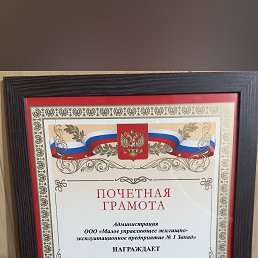 ПОЧЕТНАЯ
ГРАМОТА
Администрация
ООО «Малое управляющее жилищно-
эксплуатационное предприятие № 1 Запад»
НАГРАЖДАЕТ